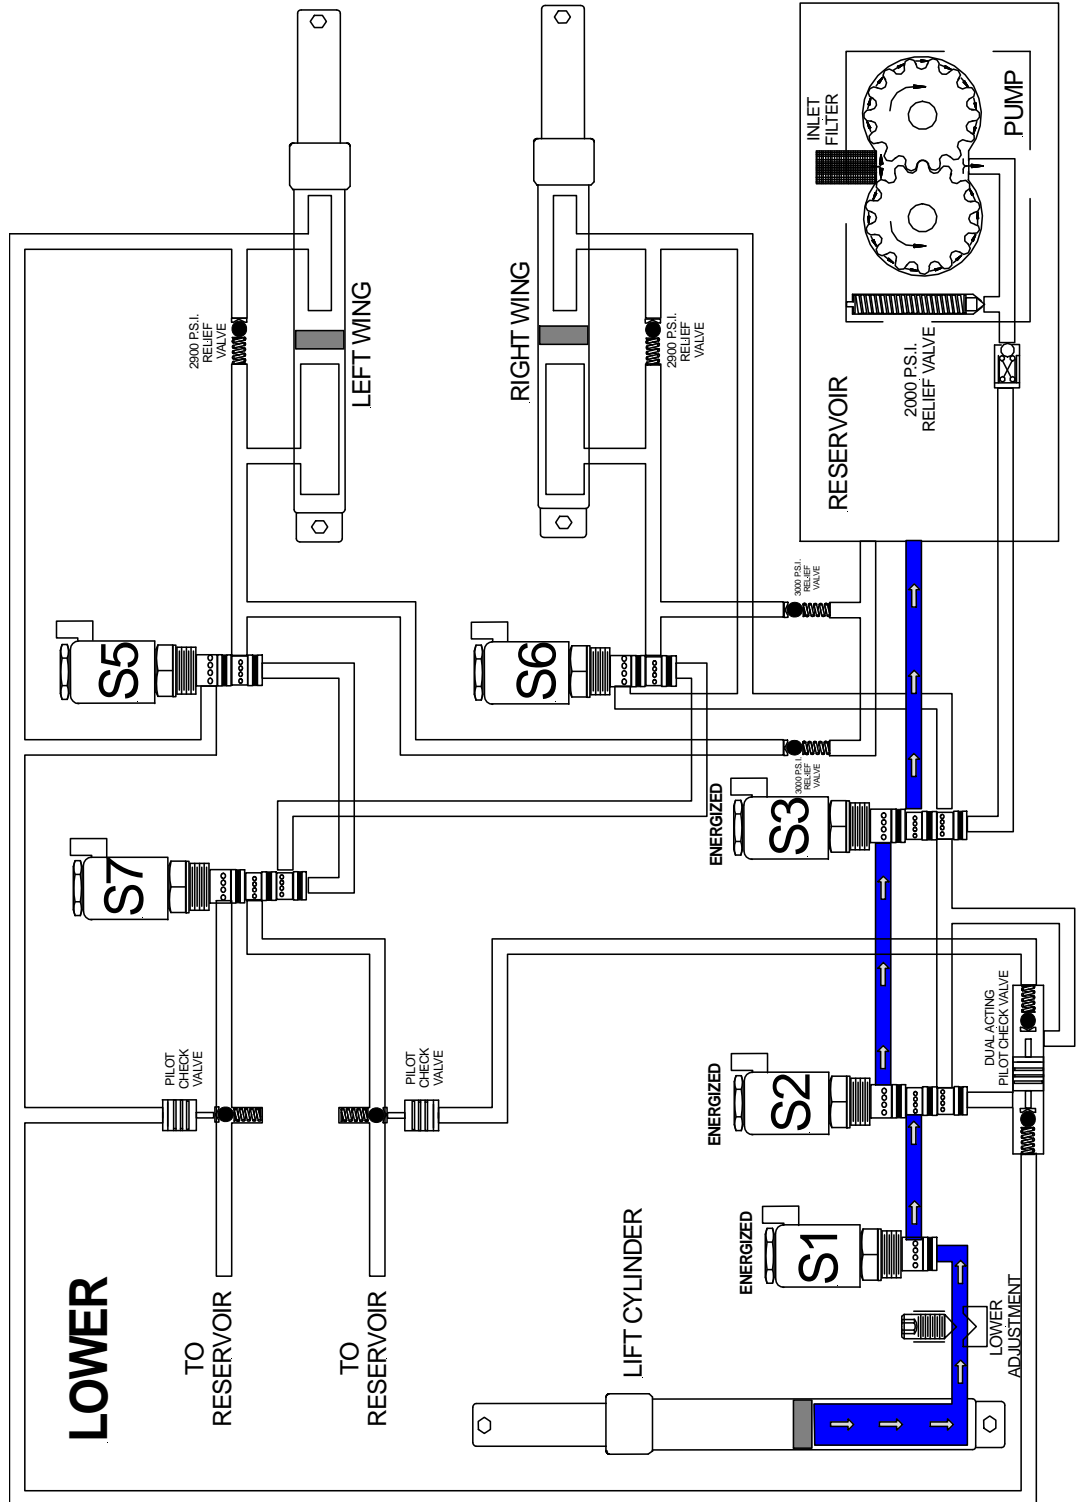 LOWER
TO
RESERVOIR
TO
RESERVOIR
PILOT
CHECK
VALVE
PILOT
CHECK
VALVE
S7
S5
2900 P.S.I.
RELIEF
VALVE
LEFT WING
S6
RIGHT WING
2900 P.S.I.
RELIEF
VALVE
LIFT CYLINDER
LOWER
ADJUSTMENT
ENERGIZED
S1
ENERGIZED
S2
DUAL ACTING
PILOT CHECK VALVE
ENERGIZED
S3
3000 P.S.I.
RELIEF
VALVE
3000 P.S.I.
RELIEF
VALVE
RESERVOIR
2000 P.S.I.
RELIEF VALVE
INLET
FILTER
PUMP